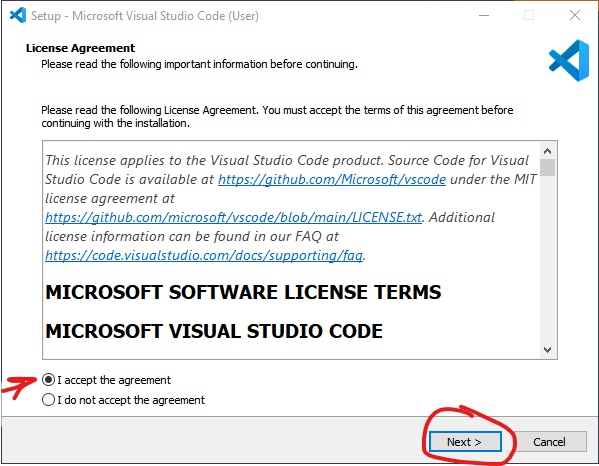 Setup - Microsoft Visual Studio Code (User)
License Agreement
Please read the following important information before continuing.
Please read the following License Agreement. You must accept the terms of this agreement before
continuing with the installation.
This license applies to the Visual Studio Code product. Source Code for Visual
Studio Code is available at https://github.com/Microsoft/vscode under the MIT
license agreement at
https://github.com/microsoft/vscode/blob/main/LICENSE.txt. Additional
license information can be found in our FAQ at
https://code.visualstudio.com/docs/supporting/faq.
MICROSOFT SOFTWARE LICENSE TERMS
MICROSOFT VISUAL STUDIO CODE
I accept the agreement
I do not accept the agreement
Next >
Cancel